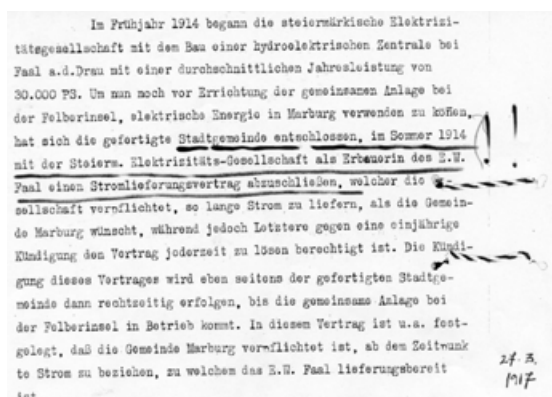 Im Frühjahr 1914 begann die steiermärkische Elektrizi-
tätsgesellschaft mit dem Bau einer hydroelektrischen Zentrale bei
Faal a.d.Drau mit einer durchschnittlichen Jahresleistung von
30.000 PS. Um nun noch vor Errichtung der gemeinsamen Anlage bei
der Felberinsel, elektrische Energie in Marburg verwenden zu können,
hat sich die gefertigte Stadtgemeinde entschlossen, im Sommer 1914
mit der Steierm. Elektrizitäts-Gesellschaft als Erbauerin des E.W.
Faal einen Stromlieferungsvertrag abzuschließen, welcher die
sellschaft verpflichtet, so lange Strom zu liefern, als die Gemein-
de Marburg wünscht, während jedoch Letztere gegen eine einjährige
Kündigung den Vertrag jederzeit zu lösen berechtigt ist. Die Kündi-
gung dieses Vertrages wird eben seitens der gefertigten Stadtge-
meinde dann rechtzeitig erfolgen, bis die gemeinsame Anlage bei
der Felberinsel in Betrieb kommt. In diesem Vertrag ist u.a. fest-
gelegt, daß die Gemeinde Marburg verpflichtet ist, ab dem Zeitpunk
te Strom zu beziehen, zu welchem das E.W. Faal lieferungsbereit
ist.
! !
1917